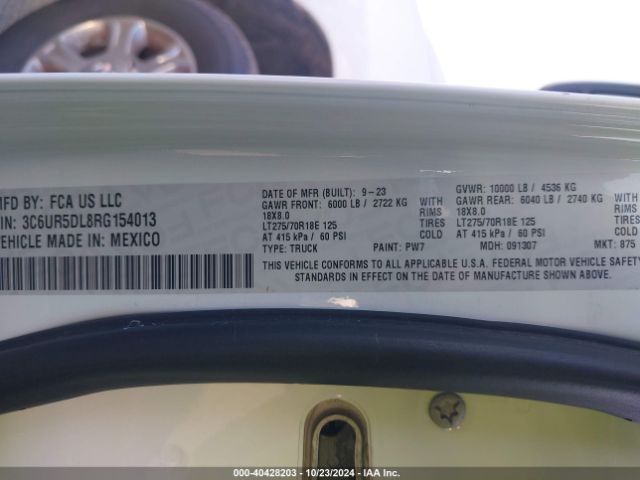 MFD BY: FCA US LLC
VIN: 3C6UR5DL8RG154013
VEHICLE MADE IN: MEXICO
DATE OF MFR (BUILT): 9-23
GAWR FRONT: 6000 LB / 2722 KG
18X8.0
LT275/70R18E 125
AT 415 kPa / 60 PSI
WITH
RIMS
TIRES
COLD
GVWR: 10000 LB / 4536 KG
GAWR REAR: 6040 LB / 2740 KG
18X8.0
LT275/70R18E 125
AT 415 kPa / 60 PSI
WITH
RIMS
TIRES
COLD
TYPE: TRUCK PAINT: PW7 MDH: 091307 MKT: 875
THIS VEHICLE CONFORMS TO ALL APPLICABLE U.S.A. FEDERAL MOTOR VEHICLE SAFETY
STANDARDS IN EFFECT ON THE DATE OF MANUFACTURE SHOWN ABOVE.
000-40428203 - 10/23/2024 - IAA Inc.